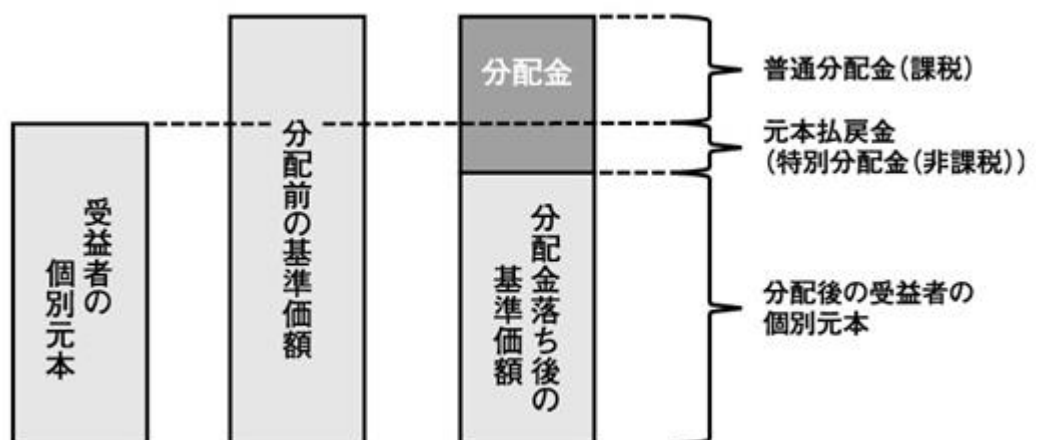 受益者の
個別元本
分配前の基準価額
分配金
分配金落ち後の
基準価額
普通分配金(課税)
元本払戻金
(特別分配金(非課税))
分配後の受益者の
個別元本